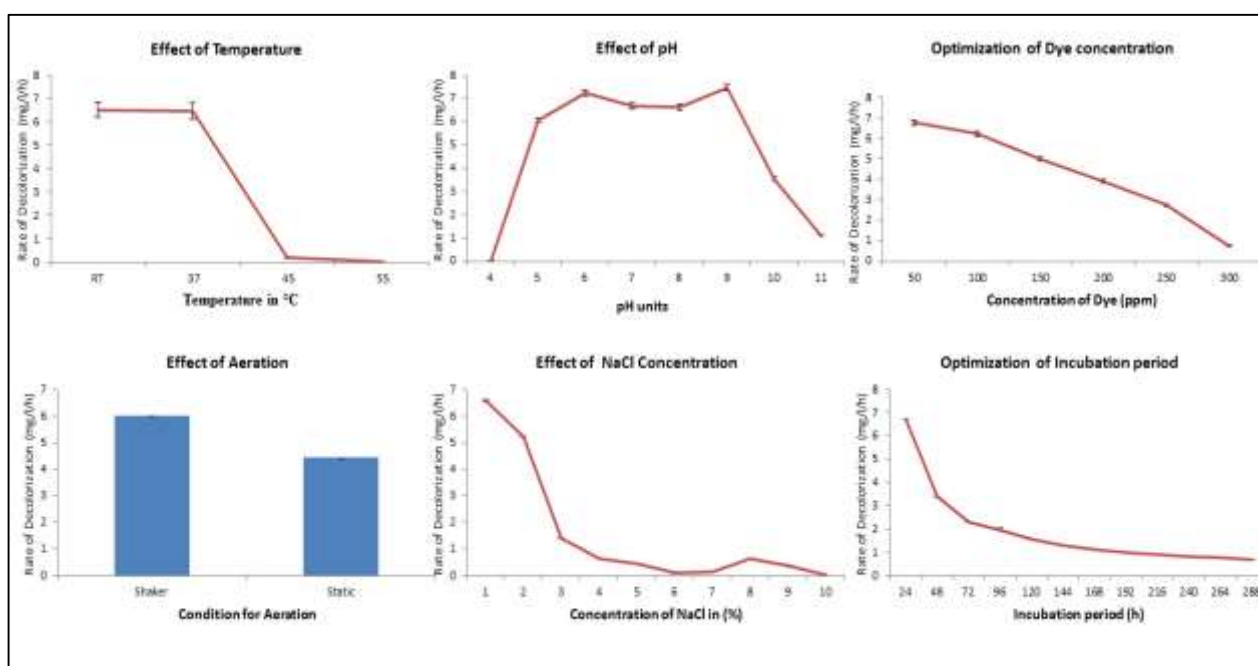 Effect of Temperature
Rate of Decolorization (mg/l/h)
8
7
6
5
4
3
2
1
0
RT 37 45 55
Temperature in °C
Effect of pH
Rate of Decolorization (mg/l/h)
8
7
6
5
4
3
2
1
0
4 5 6 7 8 9 10 11
pH units
Optimization of Dye concentration
Rate of Decolorization (mg/l/h)
8
7
6
5
4
3
2
1
0
50 100 150 200 250 300
Concentration of Dye (ppm)
Effect of Aeration
Rate of Decolorization (mg/l/h)
7
6
5
4
3
2
1
0
Shaker Static
Condition for Aeration
Effect of NaCl Concentration
Rate of Decolorization (mg/l/h)
7
6
5
4
3
2
1
0
1 2 3 4 5 6 7 8 9 10
Concentration of NaCl in (%)
Optimization of Incubation period
Rate of Decolorization (mg/l/h)
8
7
6
5
4
3
2
1
0
24 48 72 96 120 144 168 192 216 240 264 288
Incubation period (h)